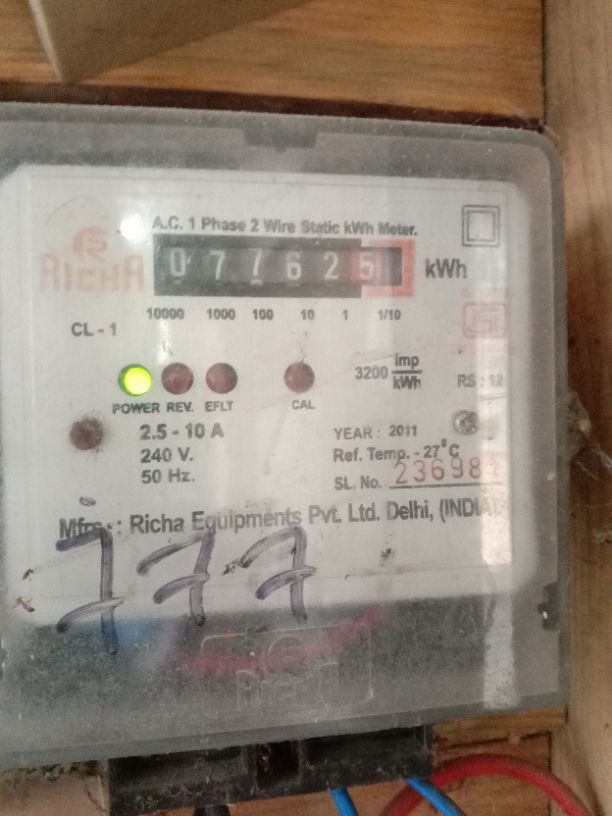 A.C. 1 Phase 2 Wire Static kWh Meter.
RICHA
077625 kWh
10000 1000 100 10 1 1/10
CL - 1
3200 imp/kWh
POWER REV. EFLT CAL
2.5 - 10 A
240 V.
50 Hz.
YEAR : 2011
Ref. Temp. - 27°C
SL. No. 23698
Mfrs. : Richa Equipments Pvt. Ltd. Delhi, (INDIA)
777